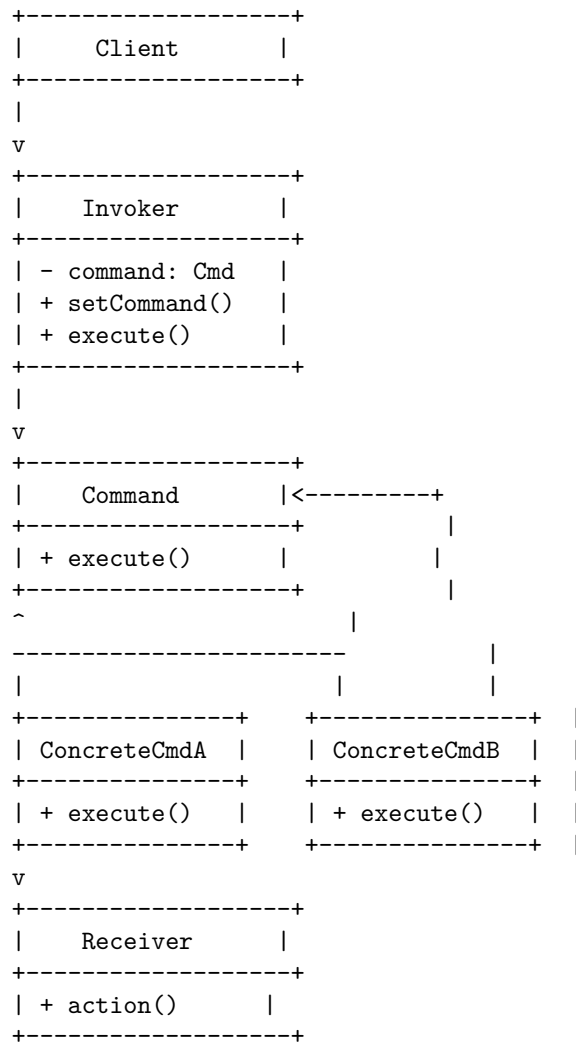 +-------------------+
|     Client       |
+-------------------+
|
v
+-------------------+
|    Invoker       |
+-------------------+
| - command: Cmd   |
| + setCommand()   |
| + execute()      |
+-------------------+
|
v
+-------------------+
|    Command       |<---------+
+-------------------+          |
| + execute()      |          |
+-------------------+          |
^                       |
-----------------------          |
|                      |          |
+---------------+    +---------------+  |
| ConcreteCmdA  |    | ConcreteCmdB  |  |
+---------------+    +---------------+  |
| + execute()   |    | + execute()   |  |
+---------------+    +---------------+  |
v
+-------------------+
|    Receiver      |
+-------------------+
| + action()      |
+-------------------+